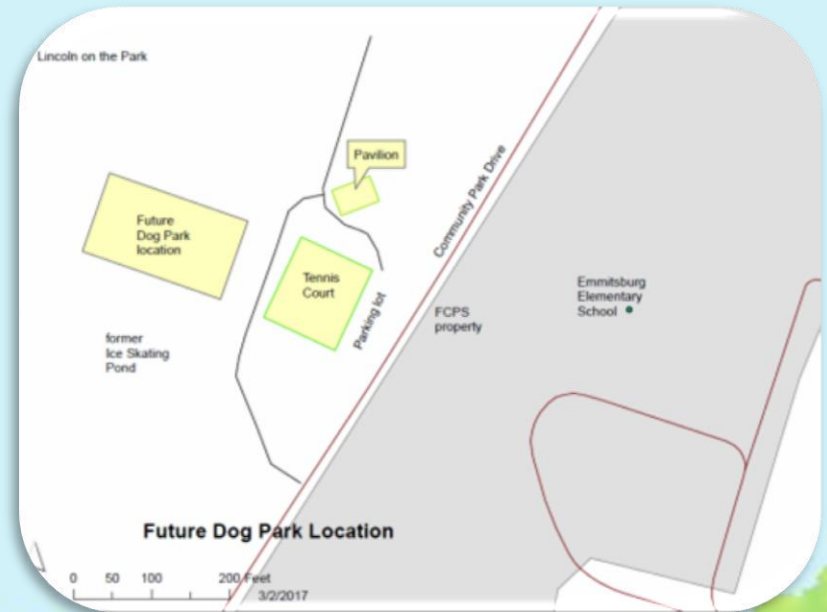 Lincoln on the Park
Pavilion
Community Park Drive
Future
Dog Park
location
Tennis
Court
Parking lot
Emmitsburg
Elementary
School
FCPS
property
former
Ice Skating
Pond
Future Dog Park Location
0 50 100 200 Feet
3/2/2017